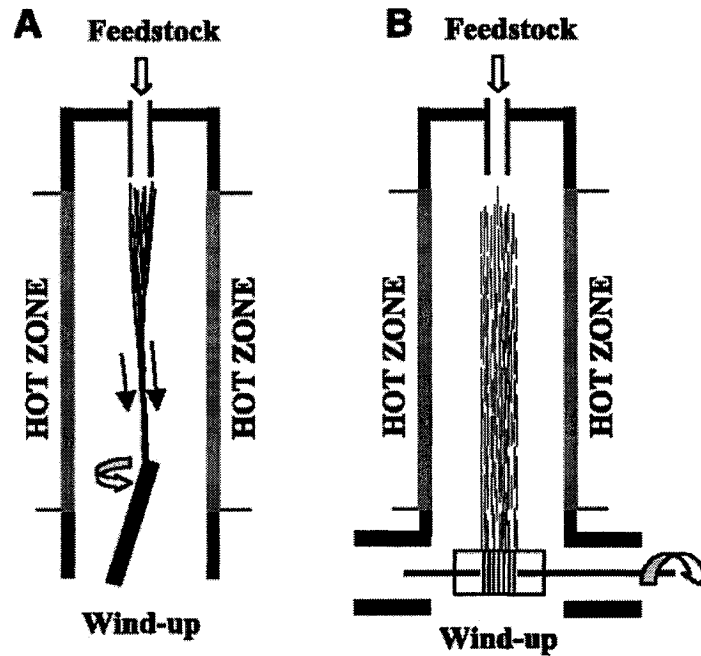 A
Feedstock
HOT ZONE
HOT ZONE
Wind-up
B
Feedstock
HOT ZONE
HOT ZONE
Wind-up